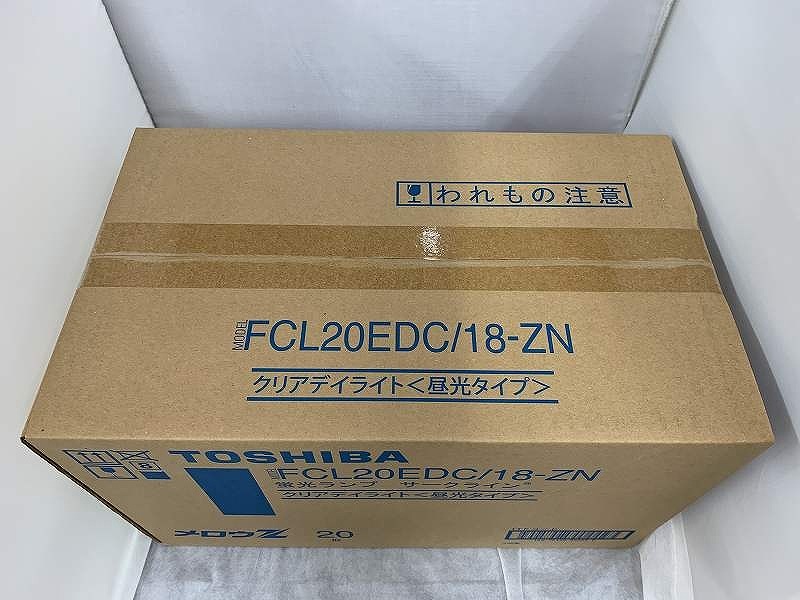 われもの注意
MODEL FCL20EDC/18-ZN
クリアデイライト<昼光タイプ>
TOSHIBA
FCL20EDC/18-ZN
蛍光ランプ サークライン®
クリアデイライト<昼光タイプ>
メロウZ 20